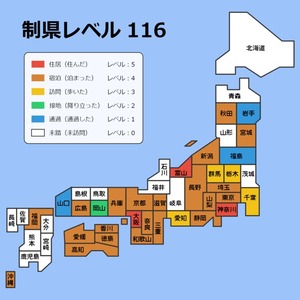 制県レベル 116
住居（住んだ） レベル：5
宿泊（泊まった） レベル：4
訪問（歩いた） レベル：3
接地（降り立った） レベル：2
通過（通過した） レベル：1
未踏（未訪問） レベル：0
北海道
青森
秋田 岩手
山形 宮城
新潟 福島
石川 富山 群馬 栃木 茨城
福井 長野 埼玉
山梨 東京 千葉
神奈川
島根 鳥取 兵庫 京都 滋賀 岐阜
山口 広島 岡山
大阪 奈良 三重 愛知 静岡
和歌山
愛媛 香川
高知 徳島
長崎 佐賀 福岡
熊本 大分
宮崎
鹿児島
沖縄